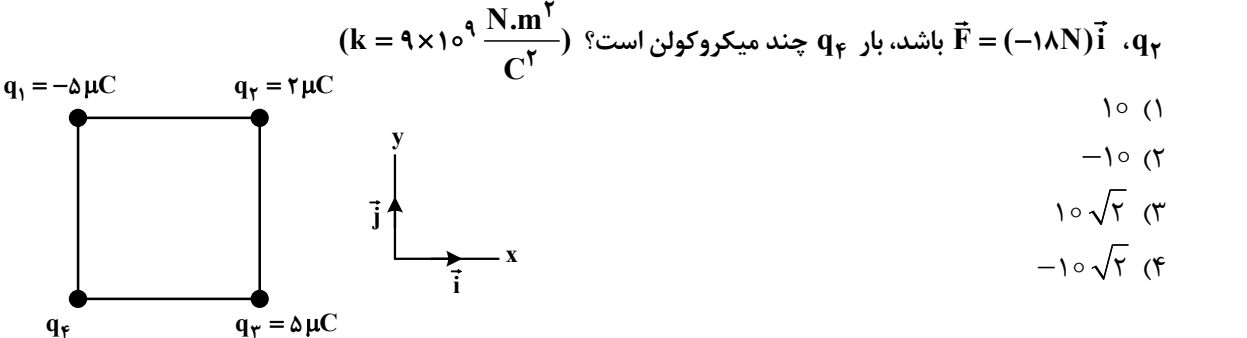 q₂، F⃗ = (−۱۸N)i⃗ باشد، بار q₄ چند میکروکولن است؟ (k = ۹×۱۰⁹ N.m²/C²)
q₁ = −۵μC
q₂ = ۲μC
۱) ۱۰
۲) −۱۰
۳) ۱۰√۲
۴) −۱۰√۲
y
j⃗
x
i⃗
q₄
q₃ = ۵μC